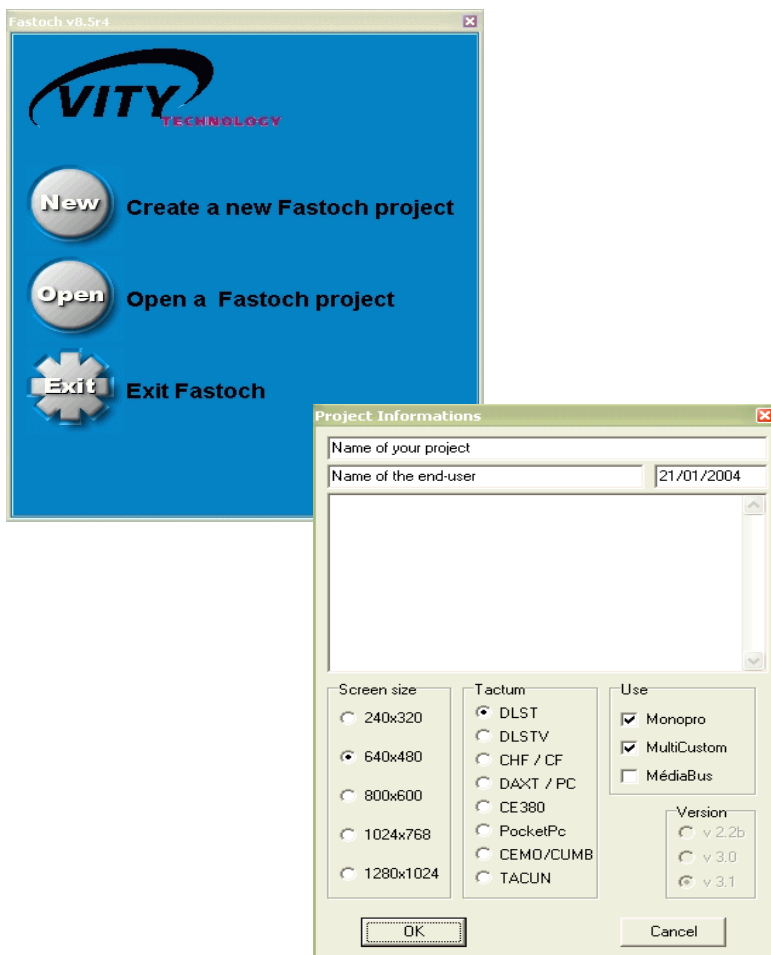 Fastoch v8.5r4
VITY
TECHNOLOGY
New
Create a new Fastoch project
Open
Open a Fastoch project
Exit
Exit Fastoch
Project Informations
Name of your project
Name of the end-user
21/01/2004
Screen size
240x320
640x480
800x600
1024x768
1280x1024
Tactum
DLST
DLSTV
CHF / CF
DAXT / PC
CE380
PocketPc
CEMO/CUMB
TACUN
Use
Monopro
MultiCustom
MédiaBus
Version
v 2.2b
v 3.0
v 3.1
OK
Cancel